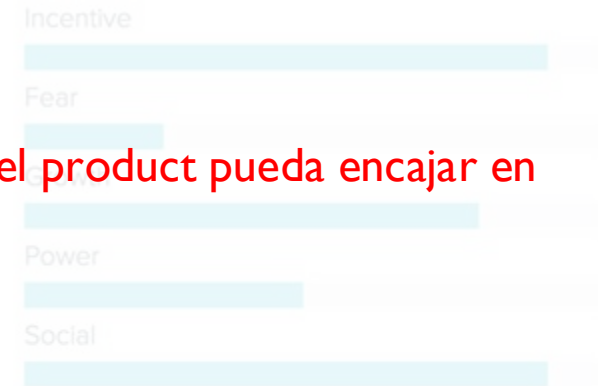 Incentive
Fear
el product pueda encajar en
Power
Social